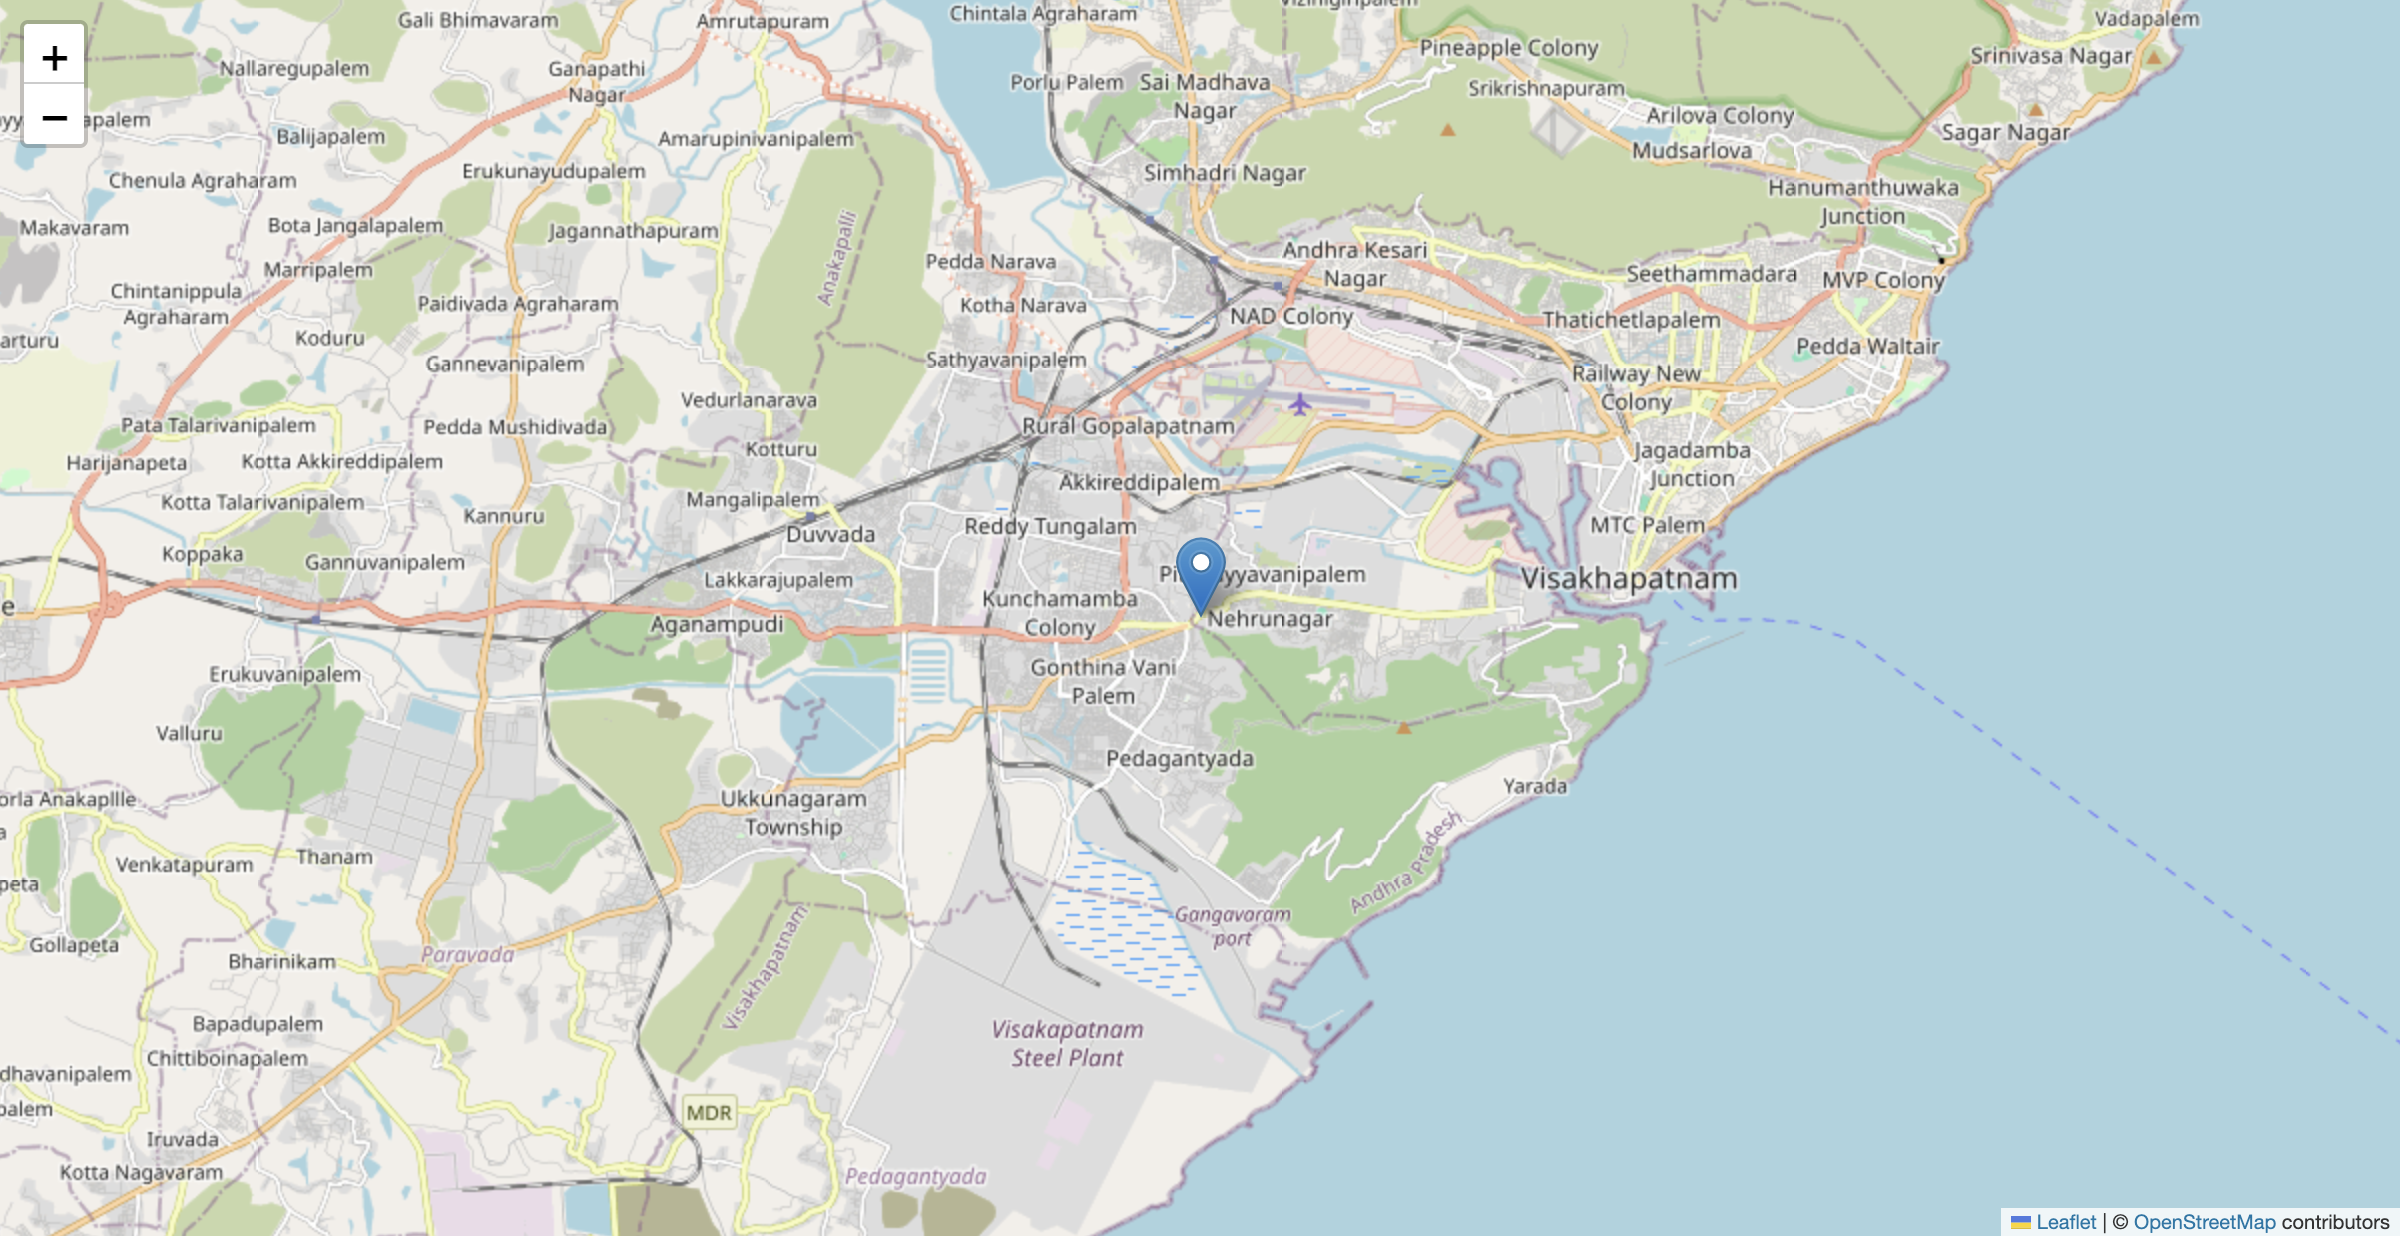 +
−
Gali Bhimavaram
Amrutapuram
Chintala Agraharam
Vadapalem
Pineapple Colony
Srinivasa Nagar
Nallaregupalem
Ganapathi
Nagar
Porlu Palem
Sai Madhava
Nagar
Srikrishnapuram
Arilova Colony
Sagar Nagar
Balijapalem
Amarupinivanipalem
Mudsarlova
Chenula Agraharam
Erukunayudupalem
Simhadri Nagar
Hanumanthuwaka
Junction
Makavaram
Bota Jangalapalem
Jagannathapuram
Anakapalli
Pedda Narava
Andhra Kesari
Nagar
Seethammadara
MVP Colony
Marripalem
Chintanippula
Agraharam
Paidivada Agraharam
Kotha Narava
NAD Colony
Thatichetlapalem
arturu
Koduru
Gannevanipalem
Sathyavanipalem
Pedda Waltair
Railway New
Colony
Vedurlanarava
Pata Talarivanipalem
Pedda Mushidivada
Rural Gopalapatnam
Kotturu
Jagadamba
Junction
Harijanapeta
Kotta Akkireddipalem
Akkireddipalem
Kotta Talarivanipalem
Kannuru
Mangalipalem
Duvvada
Reddy Tungalam
MTC Palem
Koppaka
Gannuvanipalem
Lakkarajupalem
Visakhapatnam
Kunchamamba
Colony
e
Aganampudi
Nehrunagar
Erukuvanipalem
Gonthina Vani
Palem
Valluru
Pedagantyada
Yarada
orla Anakapllle
Ukkunagaram
Township
Andhra Pradesh
Venkatapuram
Thanam
peta
Gangavaram
port
Gollapeta
Paravada
Bharinikam
Visakhapatnam
Bapadupalem
Visakapatnam
Steel Plant
Chittiboinapalem
dhavanipalem
palem
MDR
Iruvada
Kotta Nagavaram
Pedagantyada
Leaflet | © OpenStreetMap contributors